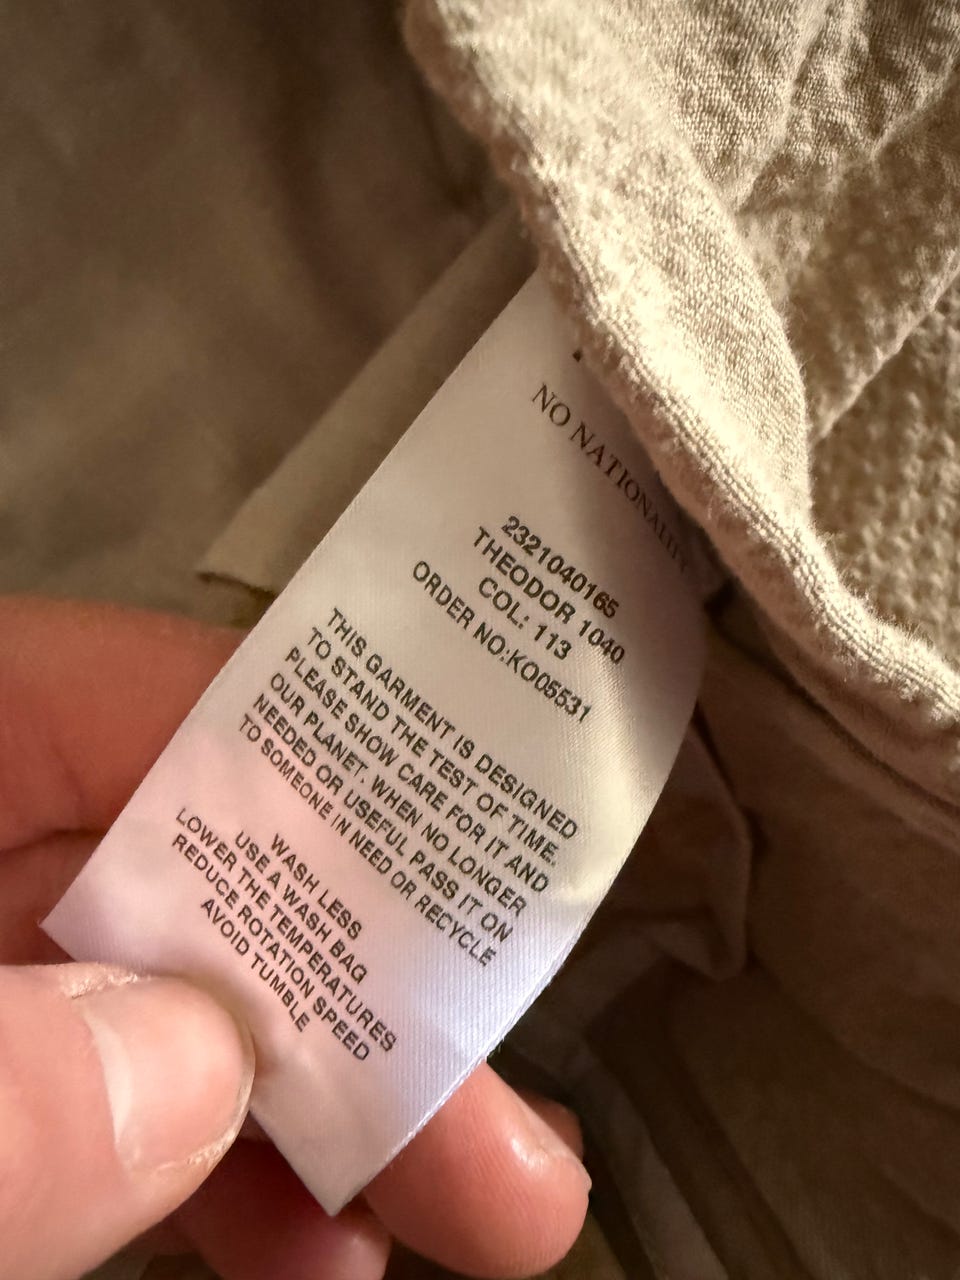 NO NATIONALITY
2321040165
THEODOR 1040
COL: 113
ORDER NO:KO05531
THIS GARMENT IS DESIGNED
TO STAND THE TEST OF TIME.
PLEASE SHOW CARE FOR IT AND
OUR PLANET. WHEN NO LONGER
NEEDED OR USEFUL PASS IT ON
TO SOMEONE IN NEED OR RECYCLE
WASH LESS
USE A WASH BAG
LOWER THE TEMPERATURES
REDUCE ROTATION SPEED
AVOID TUMBLE